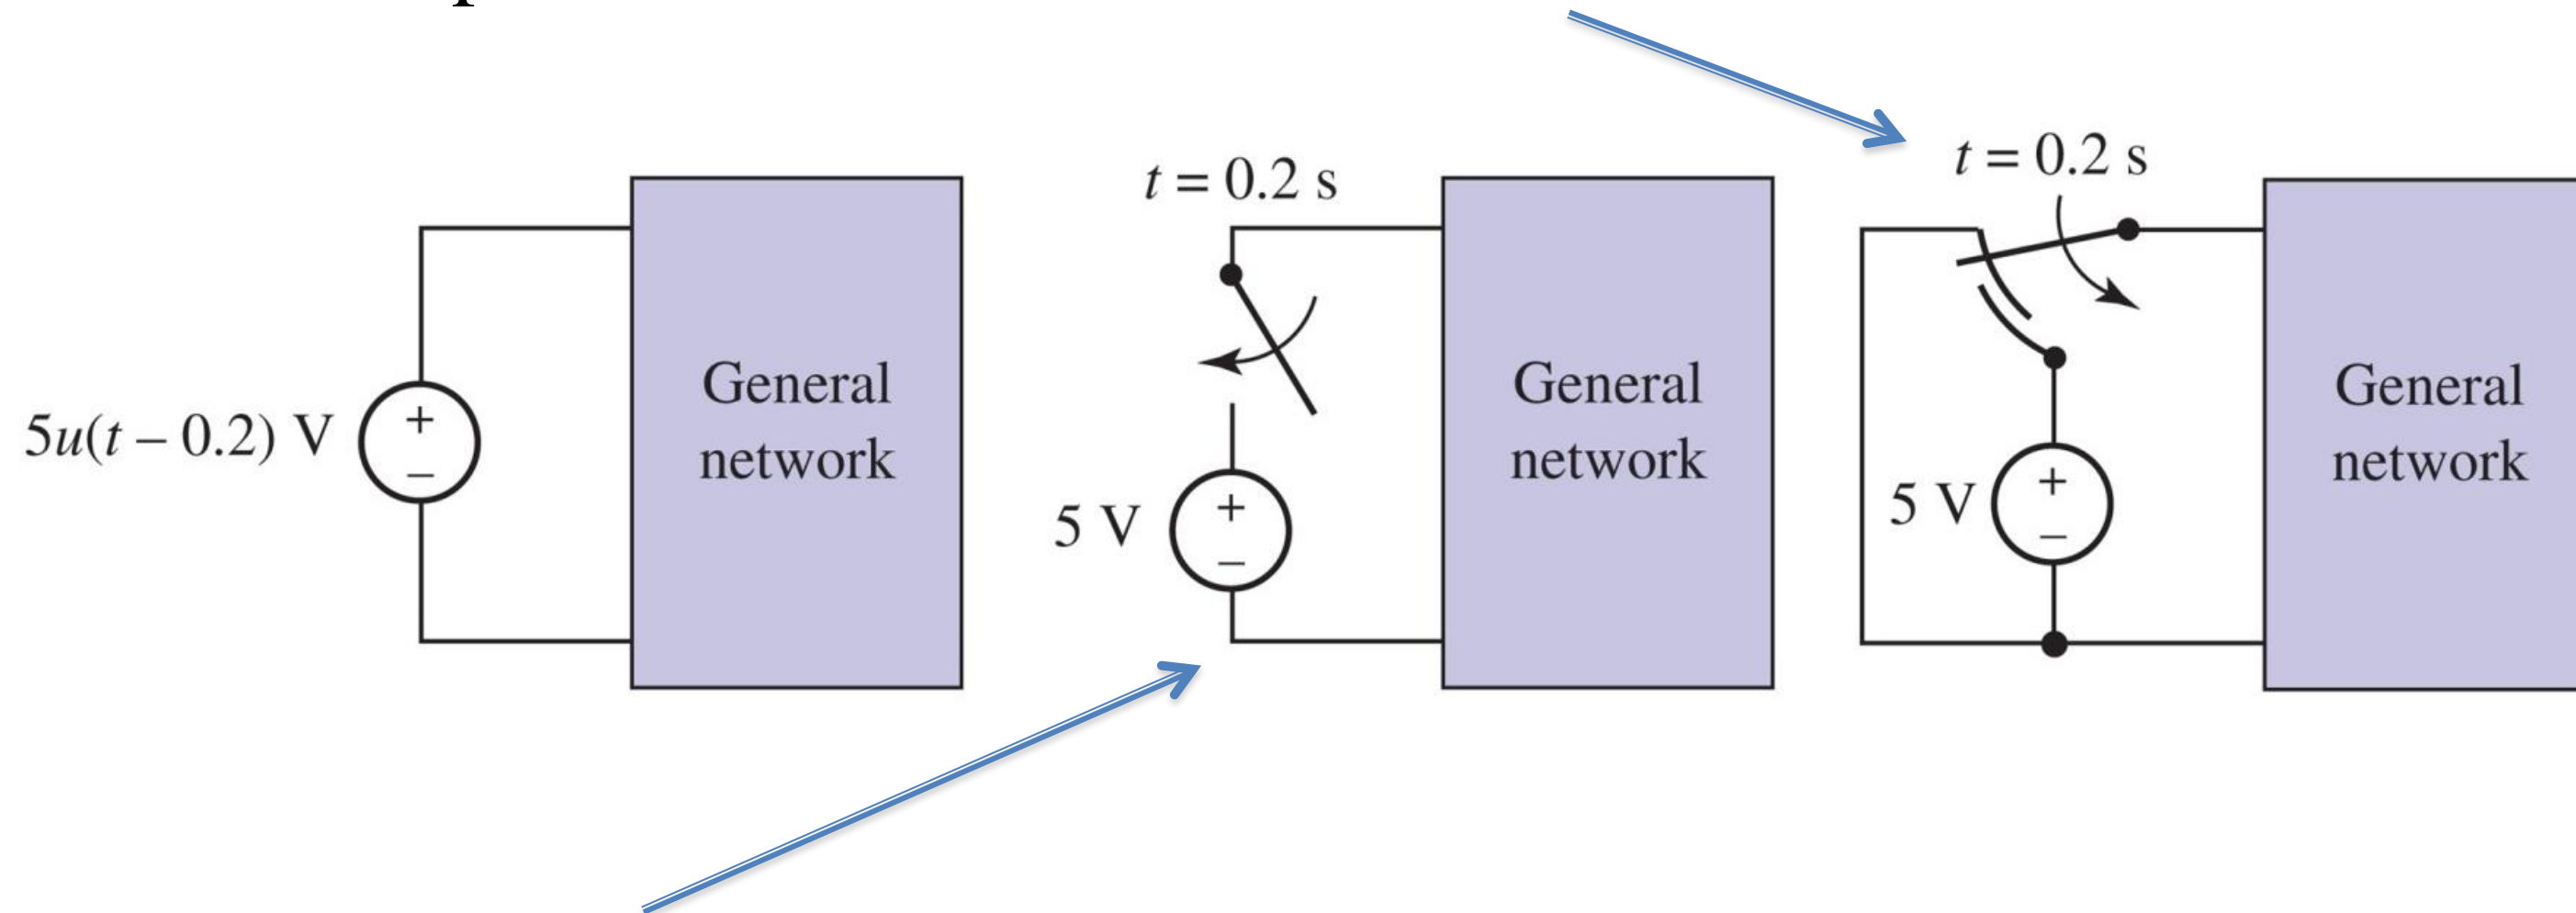 5u(t – 0.2) V
+
–
General
network
t = 0.2 s
5 V
+
–
General
network
t = 0.2 s
5 V
+
–
General
network